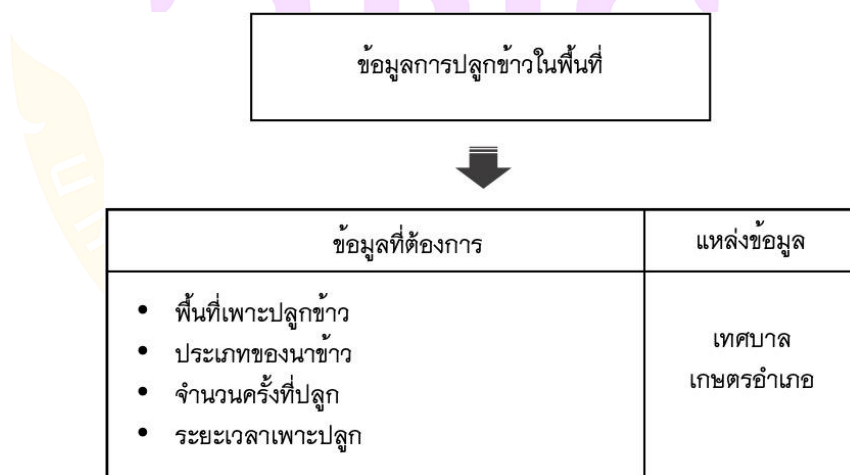 ข้อมูลการปลูกข้าวในพื้นที่
ข้อมูลที่ต้องการ
แหล่งข้อมูล
• พื้นที่เพาะปลูกข้าว
• ประเภทของนาข้าว
• จำนวนครั้งที่ปลูก
• ระยะเวลาเพาะปลูก
เทศบาล
เกษตรอำเภอ